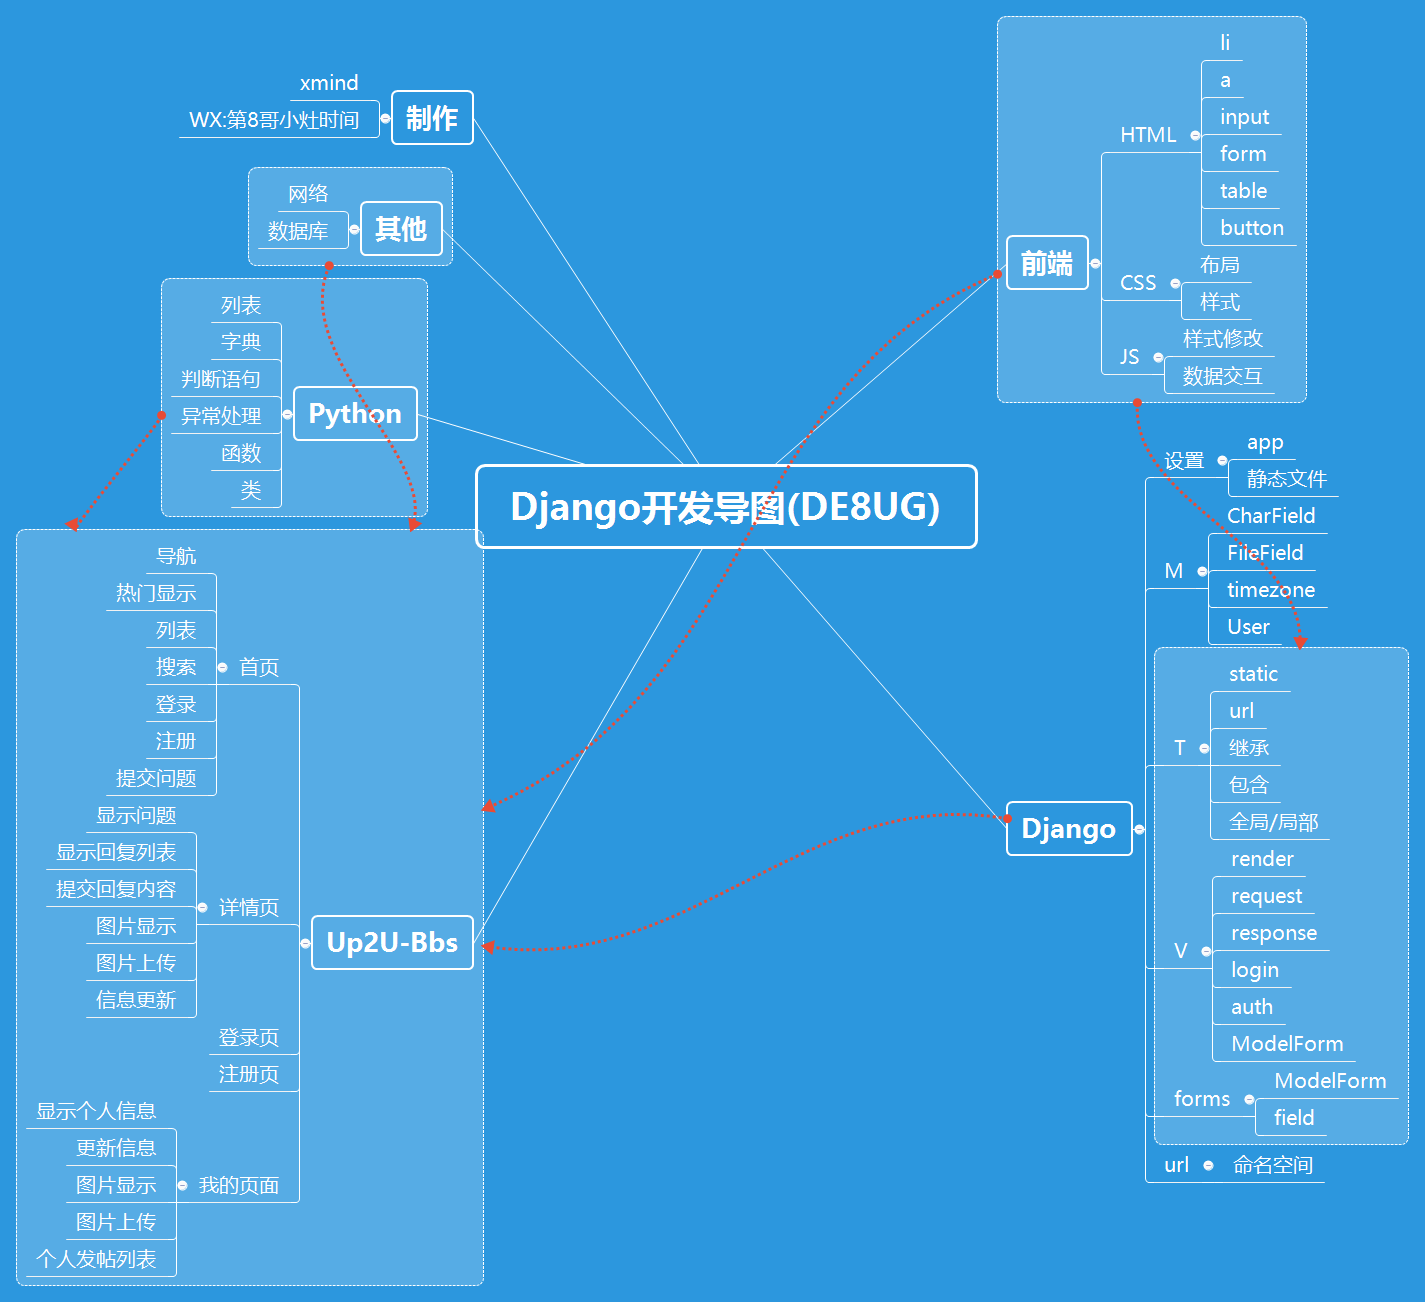 Django开发导图(DE8UG)
前端
HTML
li
a
input
form
table
button
CSS
布局
样式
JS
样式修改
数据交互
Django
设置
app
静态文件
M
CharField
FileField
timezone
User
T
static
url
继承
包含
全局/局部
V
render
request
response
login
auth
ModelForm
forms
ModelForm
field
url
命名空间
制作
xmind
WX:第8哥小灶时间
其他
网络
数据库
Python
列表
字典
判断语句
异常处理
函数
类
Up2U-Bbs
首页
导航
热门显示
列表
搜索
登录
注册
提交问题
详情页
显示问题
显示回复列表
提交回复内容
图片显示
图片上传
信息更新
登录页
注册页
我的页面
显示个人信息
更新信息
图片显示
图片上传
个人发帖列表